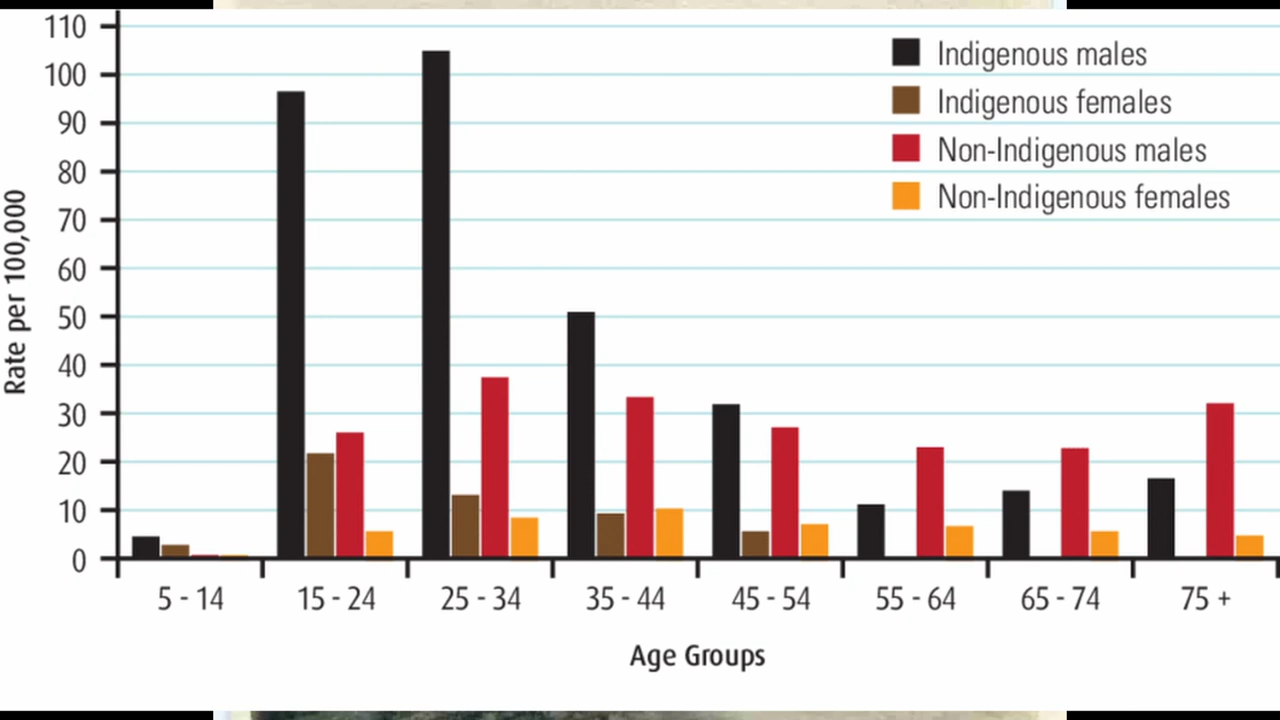 110
100
90
80
70
60
50
40
30
20
10
0
Rate per 100,000
Indigenous males
Indigenous females
Non-Indigenous males
Non-Indigenous females
5 - 14 15 - 24 25 - 34 35 - 44 45 - 54 55 - 64 65 - 74 75 +
Age Groups